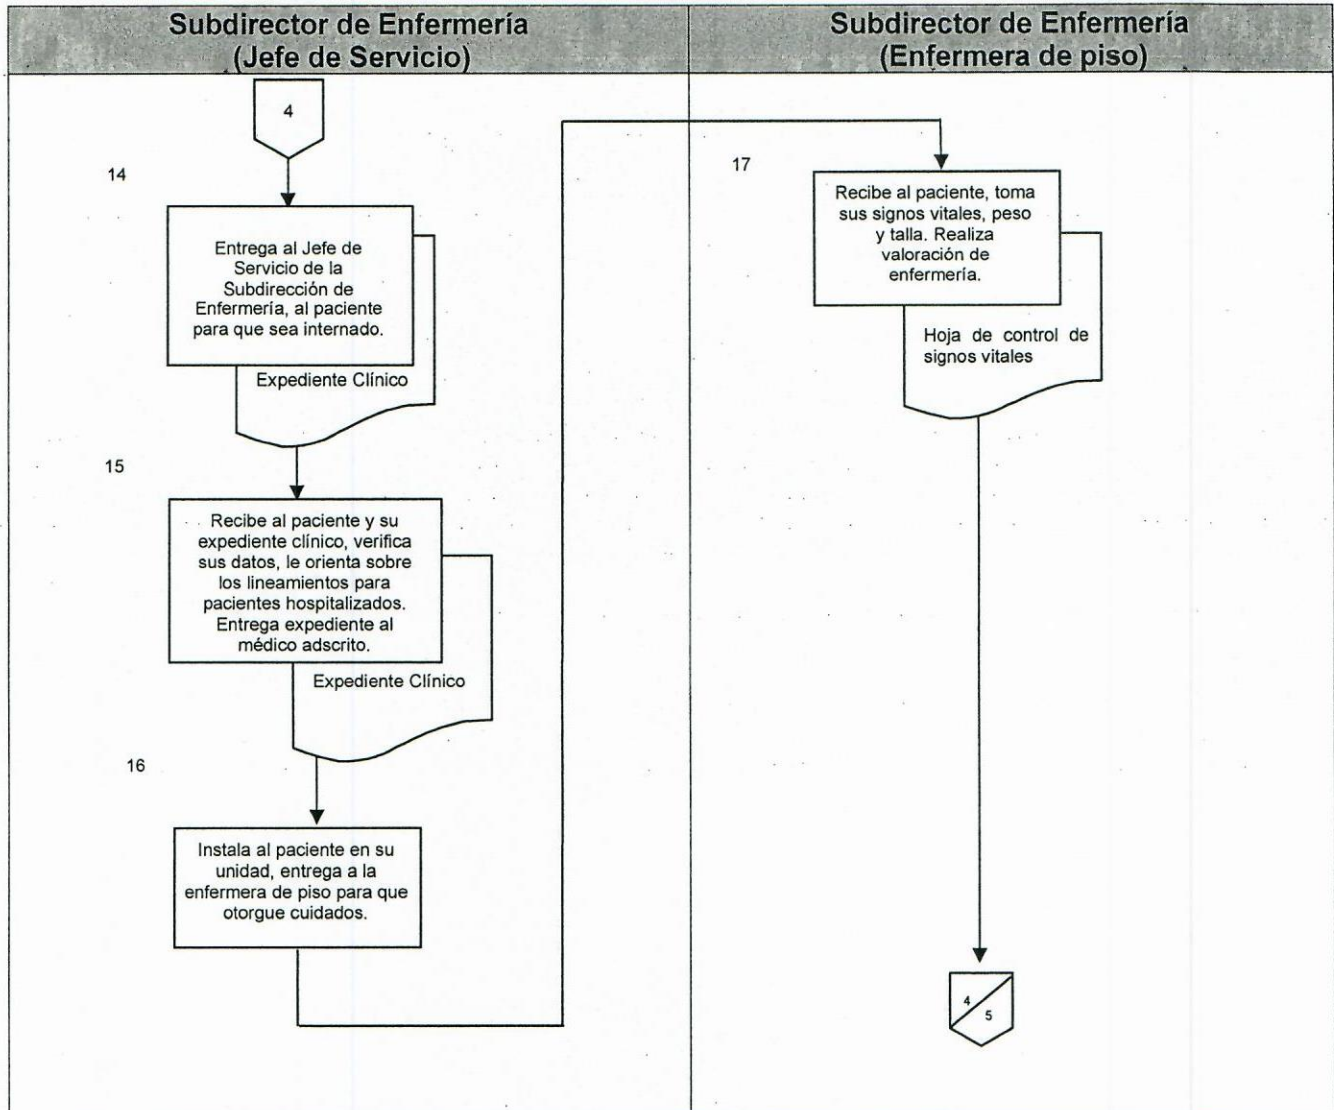 Subdirector de Enfermería
(Jefe de Servicio)
Subdirector de Enfermería
(Enfermera de piso)
4
14
Entrega al Jefe de
Servicio de la
Subdirección de
Enfermería, al paciente
para que sea internado.
Expediente Clínico
15
Recibe al paciente y su
expediente clínico, verifica
sus datos, le orienta sobre
los lineamientos para
pacientes hospitalizados.
Entrega expediente al
médico adscrito.
Expediente Clínico
16
Instala al paciente en su
unidad, entrega a la
enfermera de piso para que
otorgue cuidados.
17
Recibe al paciente, toma
sus signos vitales, peso
y talla. Realiza
valoración de
enfermería.
Hoja de control de
signos vitales
4
5